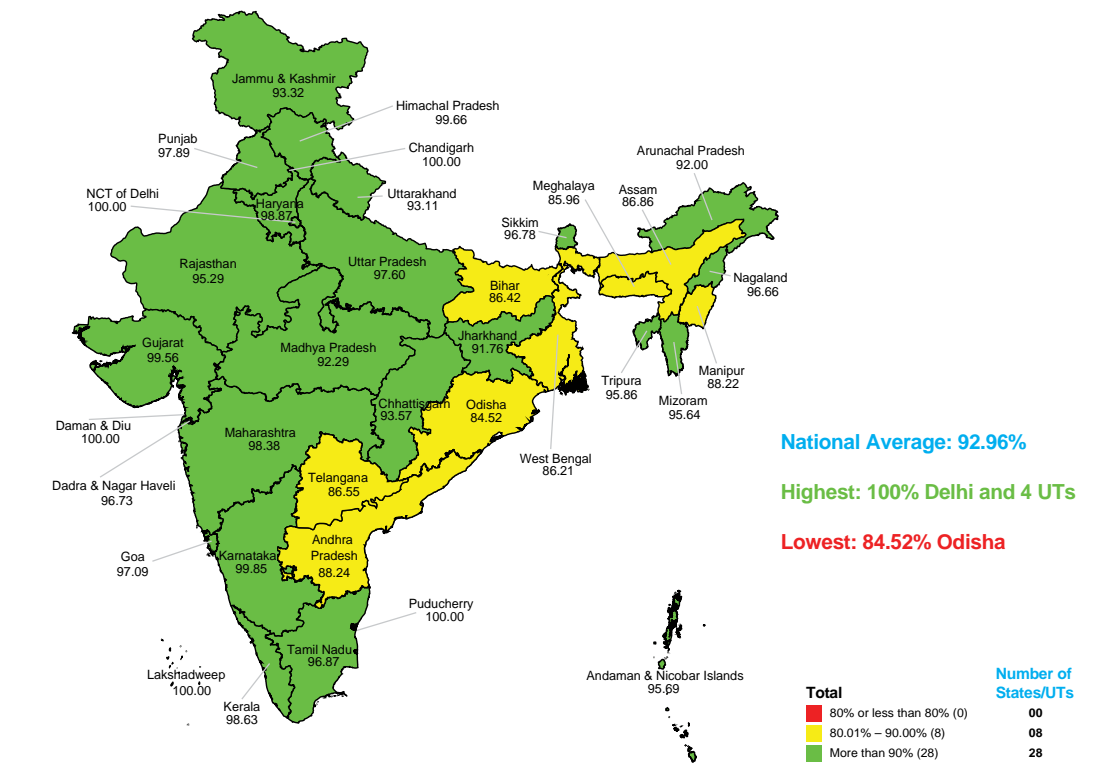 Jammu & Kashmir
93.32
Himachal Pradesh
99.66
Punjab
97.89
Chandigarh
100.00
Arunachal Pradesh
92.00
NCT of Delhi
100.00
Haryana
98.87
Uttarakhand
93.11
Meghalaya
85.96
Assam
86.86
Sikkim
96.78
Rajasthan
95.29
Uttar Pradesh
97.60
Bihar
86.42
Nagaland
96.66
Gujarat
99.56
Madhya Pradesh
92.29
Jharkhand
91.76
Tripura
95.86
Manipur
88.22
Mizoram
95.64
Daman & Diu
100.00
Maharashtra
98.38
Chhattisgarh
93.57
Odisha
84.52
West Bengal
86.21
National Average: 92.96%
Highest: 100% Delhi and 4 UTs
Lowest: 84.52% Odisha
Dadra & Nagar Haveli
96.73
Telangana
86.55
Goa
97.09
Karnataka
99.85
Andhra
Pradesh
88.24
Puducherry
100.00
Tamil Nadu
96.87
Lakshadweep
100.00
Kerala
98.63
Andaman & Nicobar Islands
95.69
Total
Number of
States/UTs
80% or less than 80% (0) 00
80.01% – 90.00% (8) 08
More than 90% (28) 28